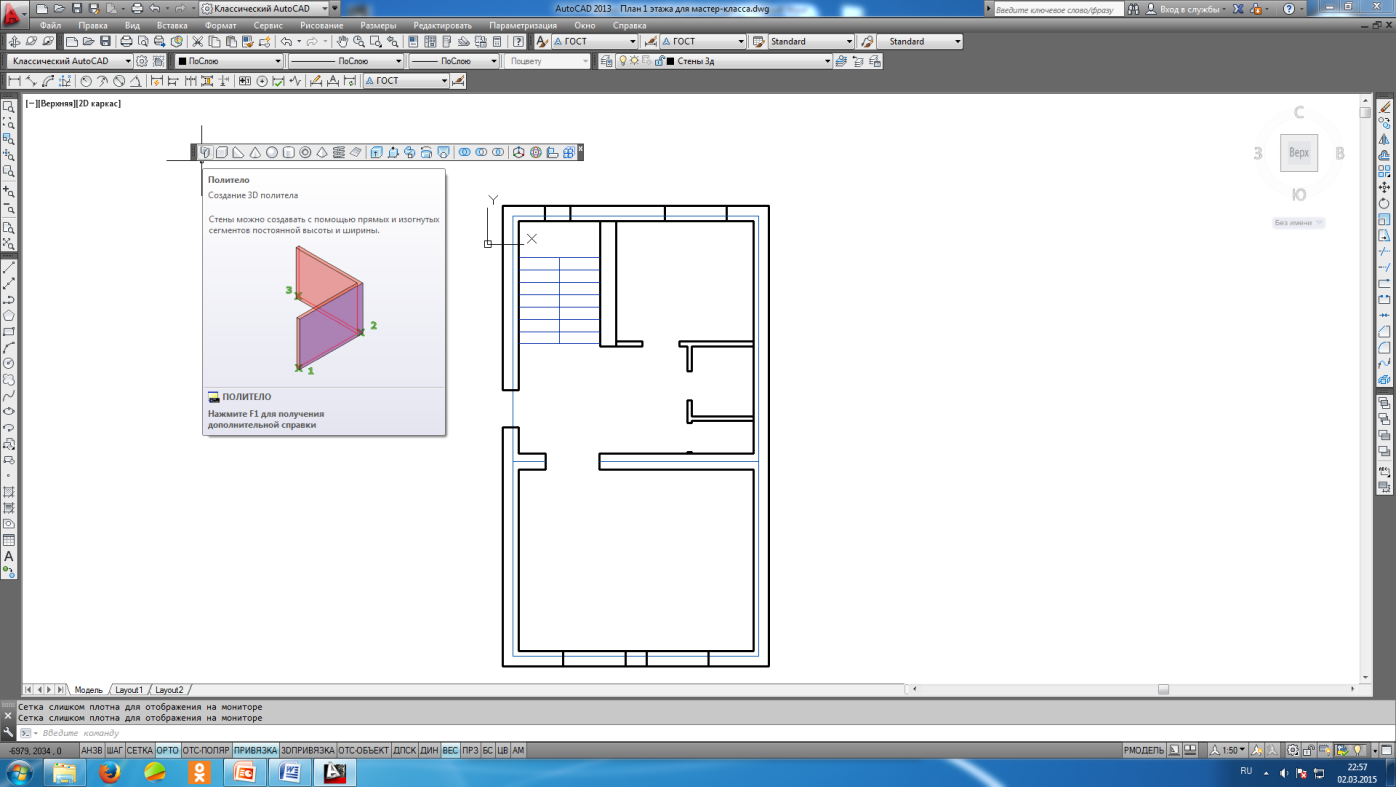 Классический AutoCAD
AutoCAD 2013 План 1 этажа для мастер-класса.dwg
Введите ключевое слово/фразу
Вход в службы
Файл Правка Вид Вставка Формат Сервис Рисование Размеры Редактировать Параметризация Окно Справка
ГОСТ ГОСТ Standard Standard
Классический AutoCAD ПоСлою ПоСлою ПоСлою Поцвету Стены 3д
ГОСТ
[−][Верхняя][2D каркас]
С
З Верх В
Ю
Без имени
Политело
Создание 3D политела
Стены можно создавать с помощью прямых и изогнутых
сегментов постоянной высоты и ширины.
3
2
1
ПОЛИТЕЛО
Нажмите F1 для получения
дополнительной справки
Y
X
Модель Layout1 Layout2
Сетка слишком плотна для отображения на мониторе
Сетка слишком плотна для отображения на мониторе
Введите команду
-6979, 2034 , 0 АНЗВ ШАГ СЕТКА ОРТО ОТС-ПОЛЯР ПРИВЯЗКА 3DПРИВЯЗКА ОТС-ОБЪЕКТ ДПСК ДИН ВЕС ПРЗ БС ЦВ АМ
РМОДЕЛЬ 1:50
RU 22:57
02.03.2015